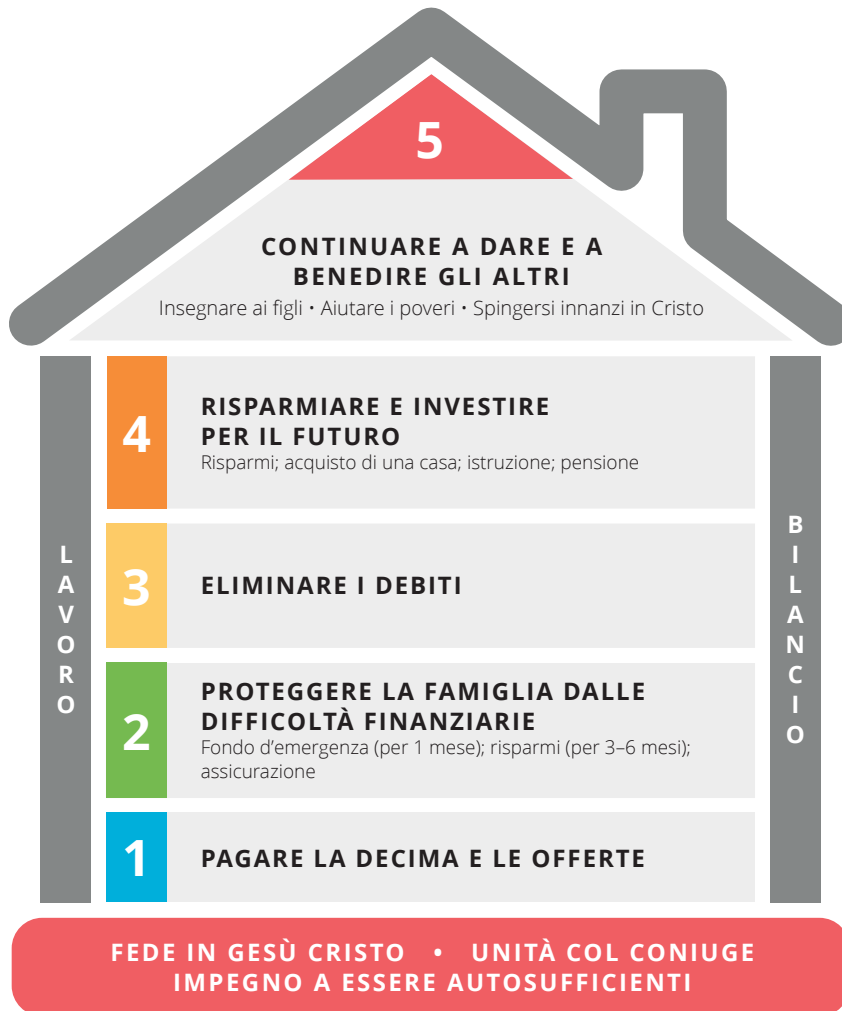 5
CONTINUARE A DARE E A
BENEDIRE GLI ALTRI
Insegnare ai figli • Aiutare i poveri • Spingersi innanzi in Cristo
4
RISPARMIARE E INVESTIRE
PER IL FUTURO
Risparmi; acquisto di una casa; istruzione; pensione
3
ELIMINARE I DEBITI
2
PROTEGGERE LA FAMIGLIA DALLE
DIFFICOLTÀ FINANZIARIE
Fondo d’emergenza (per 1 mese); risparmi (per 3–6 mesi);
assicurazione
1
PAGARE LA DECIMA E LE OFFERTE
LAVORO
BILANCIO
FEDE IN GESÙ CRISTO • UNITÀ COL CONIUGE
IMPEGNO A ESSERE AUTOSUFFICIENTI